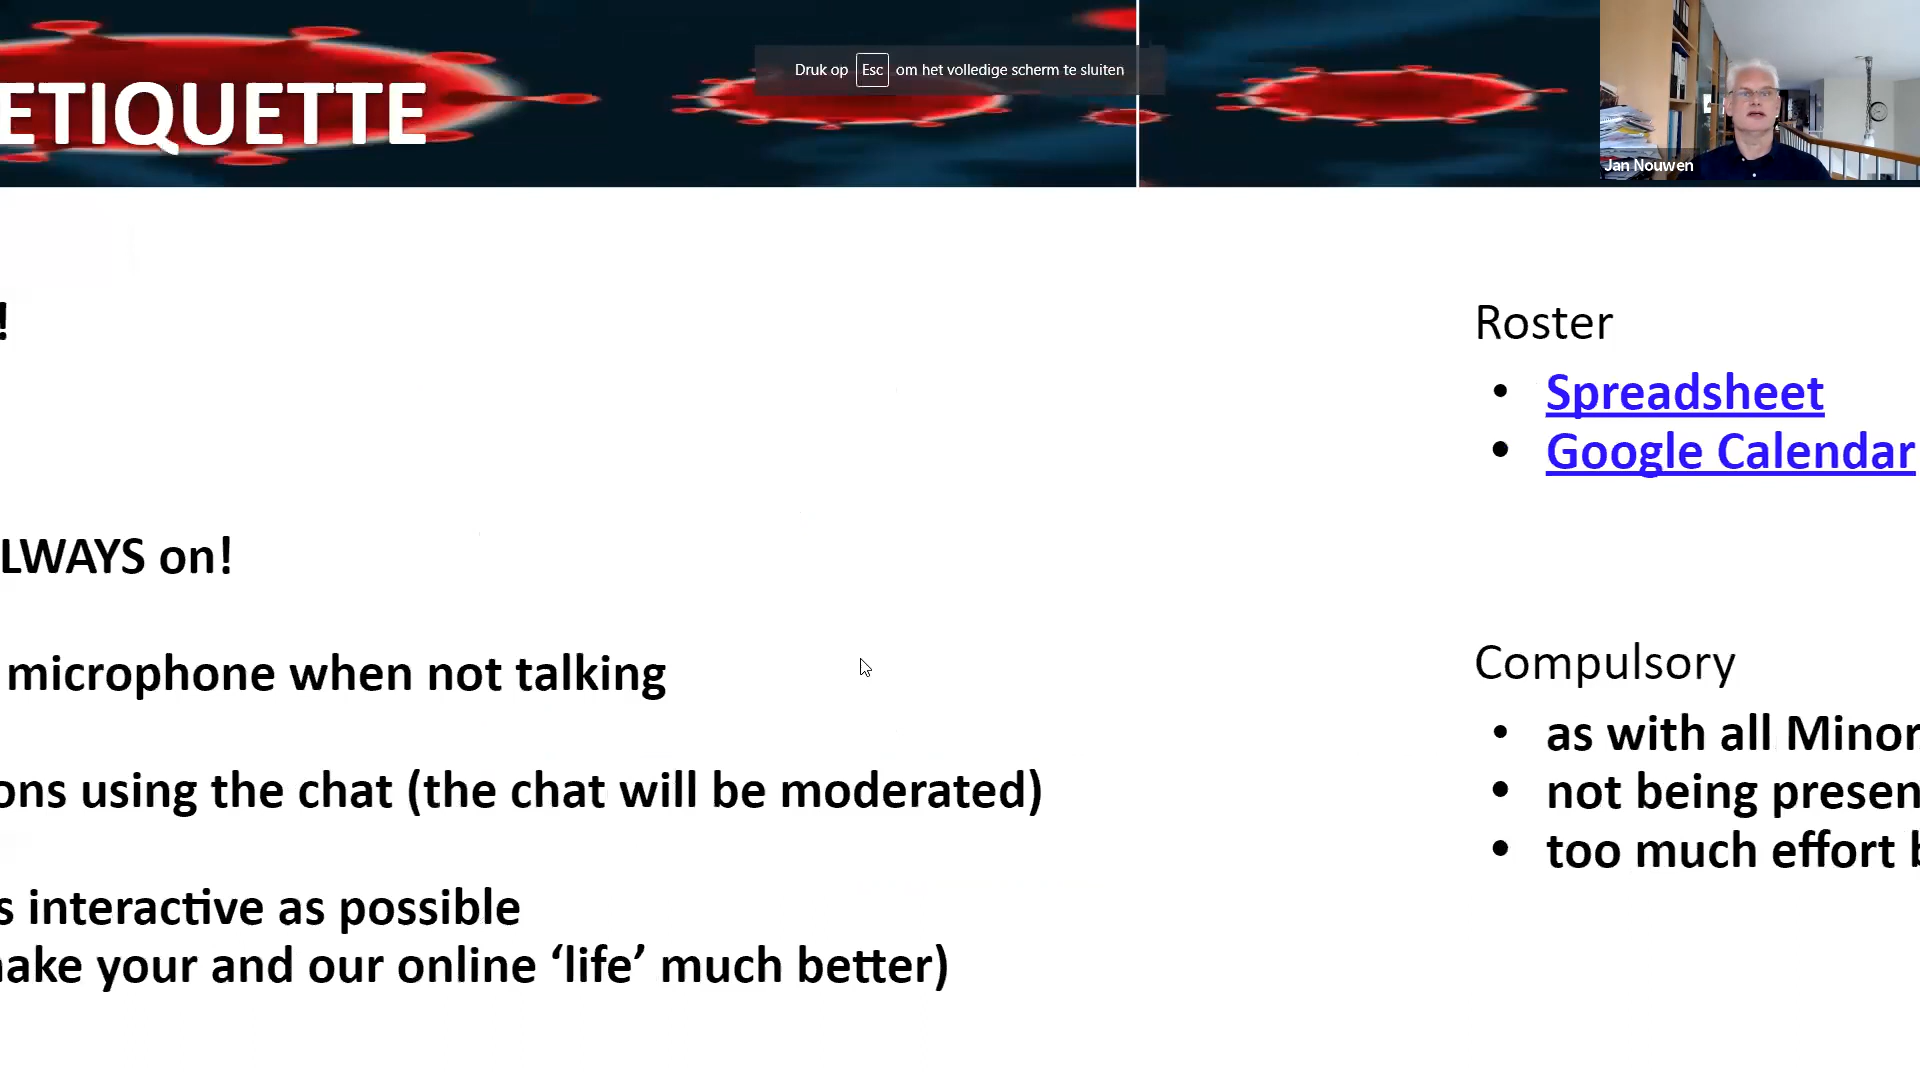 ETIQUETTE
Druk op Esc om het volledige scherm te sluiten
Jan Nouwen
!
LWAYS on!
microphone when not talking
ons using the chat (the chat will be moderated)
s interactive as possible
ake your and our online ‘life’ much better)
Roster
• Spreadsheet
• Google Calendar
Compulsory
• as with all Minor
• not being presen
• too much effort